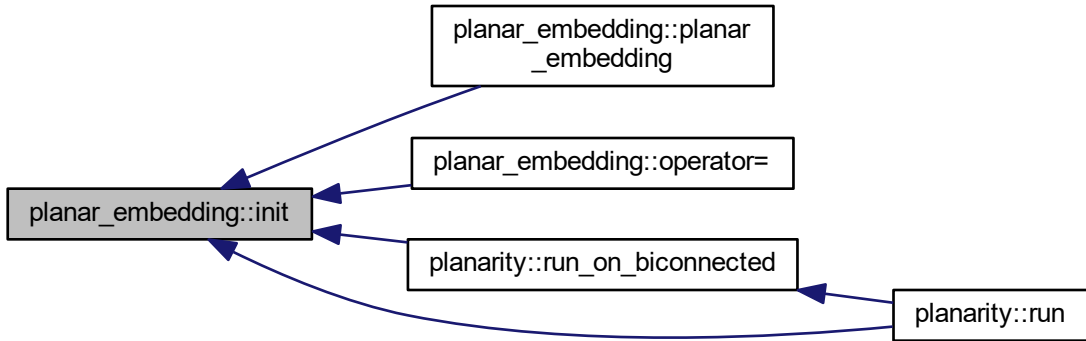 planar_embedding::planar
_embedding
planar_embedding::operator=
planar_embedding::init
planarity::run_on_biconnected
planarity::run